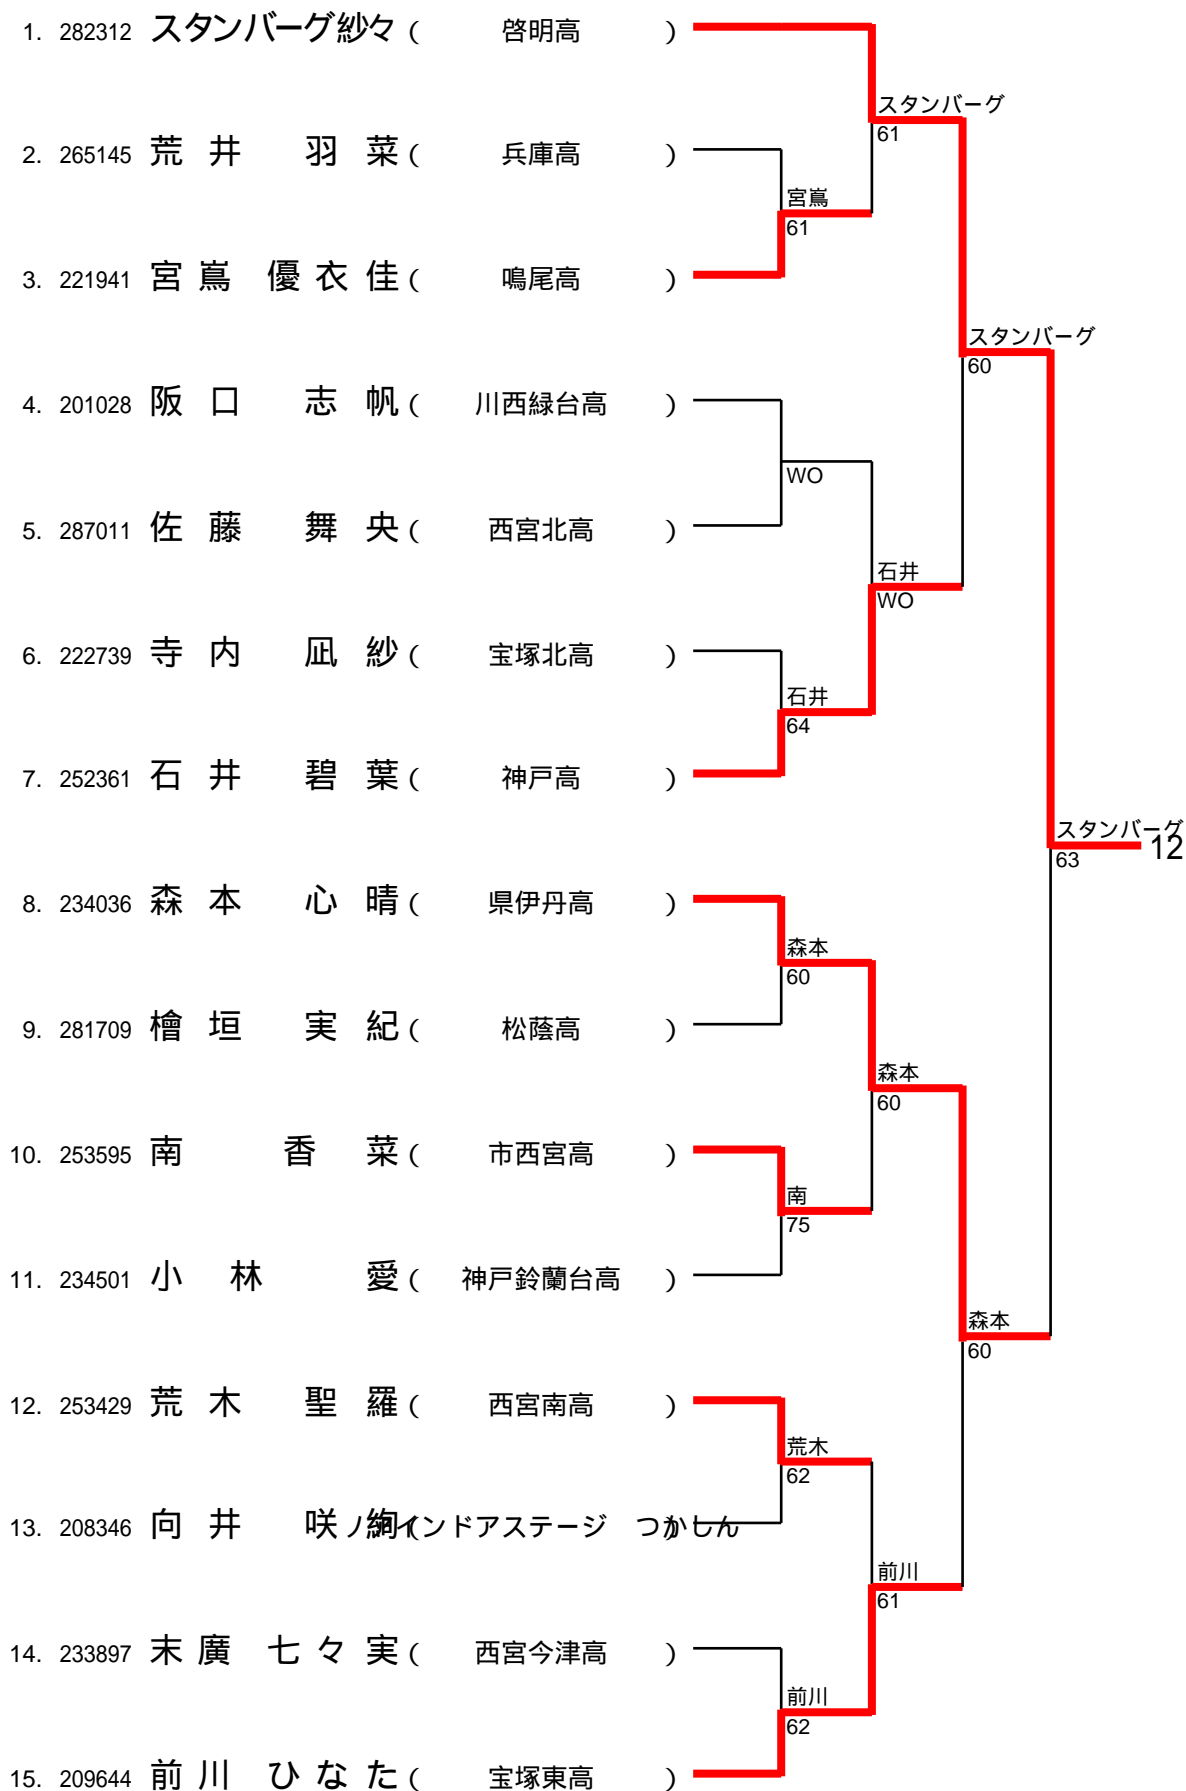 1. 282312 スタンバーグ紗々 ( 啓明高 )
スタンバーグ
61
2. 265145 荒井 羽菜 ( 兵庫高 )
宮嶌
61
3. 221941 宮嶌 優衣佳 ( 鳴尾高 )
スタンバーグ
60
4. 201028 阪口 志帆 ( 川西緑台高 )
WO
5. 287011 佐藤 舞央 ( 西宮北高 )
石井
WO
6. 222739 寺内 凪紗 ( 宝塚北高 )
石井
64
7. 252361 石井 碧葉 ( 神戸高 )
スタンバーグ
63
12
8. 234036 森本 心晴 ( 県伊丹高 )
森本
60
9. 281709 檜垣 実紀 ( 松蔭高 )
森本
60
10. 253595 南 香菜 ( 市西宮高 )
南
75
11. 234501 小林 愛 ( 神戸鈴蘭台高 )
森本
60
12. 253429 荒木 聖羅 ( 西宮南高 )
荒木
62
13. 208346 向井 咲絢 ( ノアインドアステージ つかしん )
前川
61
14. 233897 末廣 七々実 ( 西宮今津高 )
前川
62
15. 209644 前川 ひなた ( 宝塚東高 )